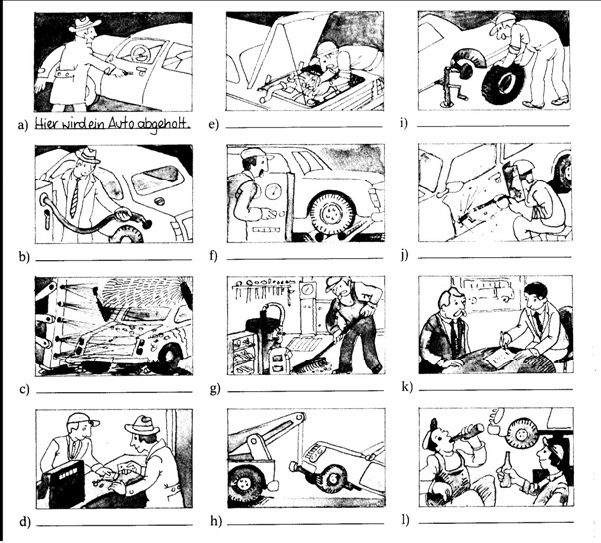 a) Hier wird ein Auto abgeholt.
b)
c)
d)
e)
f)
g)
h)
i)
j)
k)
l)